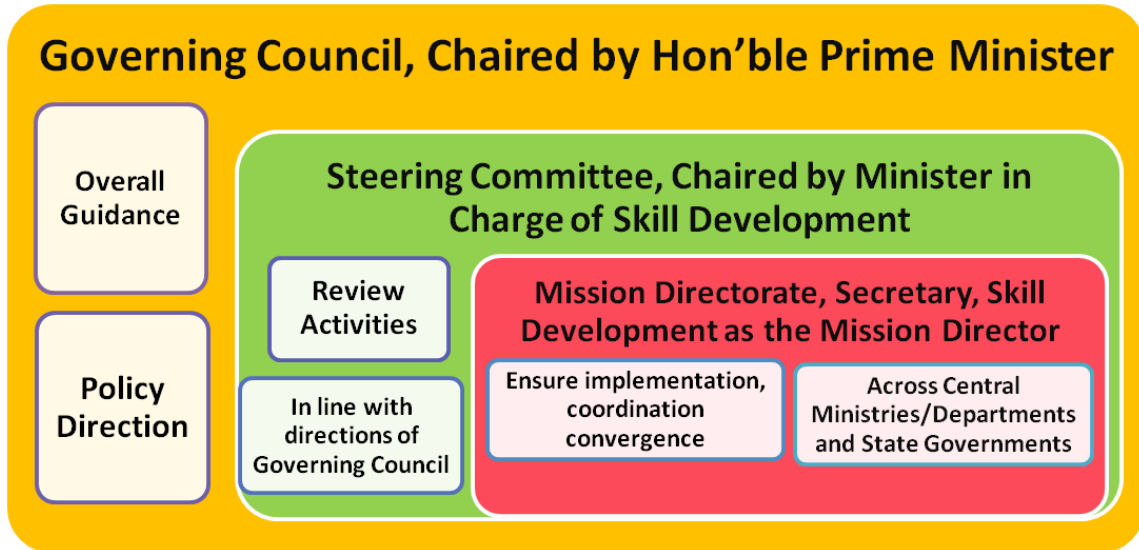 Governing Council, Chaired by Hon’ble Prime Minister
Overall
Guidance
Policy
Direction
Steering Committee, Chaired by Minister in
Charge of Skill Development
Review
Activities
In line with
directions of
Governing Council
Mission Directorate, Secretary, Skill
Development as the Mission Director
Ensure implementation,
coordination
convergence
Across Central
Ministries/Departments
and State Governments